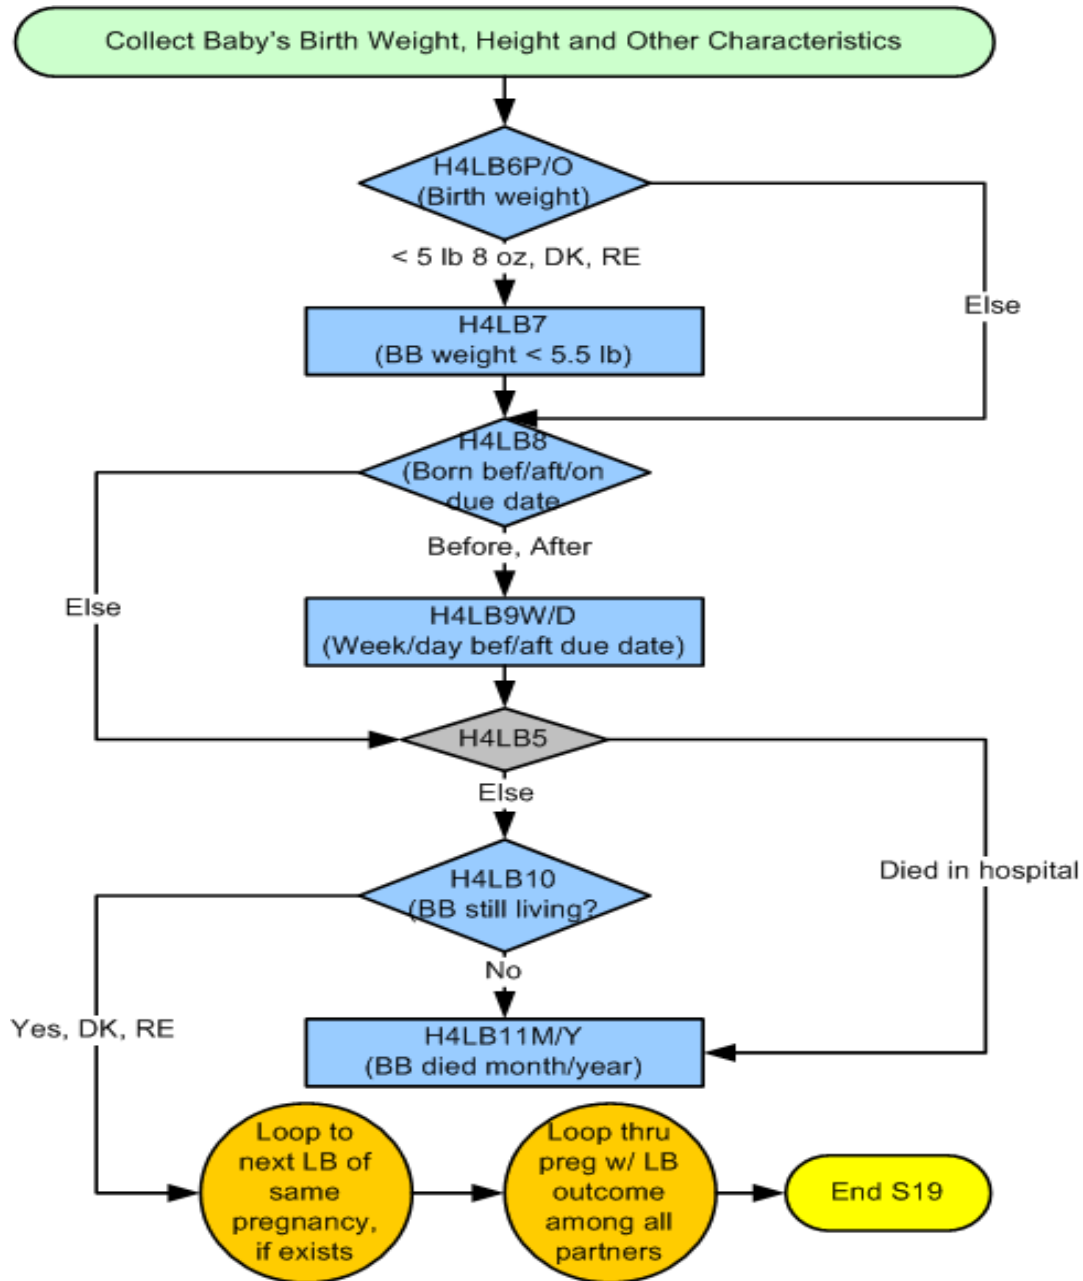 Collect Baby's Birth Weight, Height and Other Characteristics
H4LB6P/O
(Birth weight)
< 5 lb 8 oz, DK, RE
Else
H4LB7
(BB weight < 5.5 lb)
H4LB8
(Born bef/aft/on
due date
Before, After
Else
H4LB9W/D
(Week/day bef/aft due date)
H4LB5
Else
Died in hospital
H4LB10
(BB still living?
No
Yes, DK, RE
H4LB11M/Y
(BB died month/year)
Loop to
next LB of
same
pregnancy,
if exists
Loop thru
preg w/ LB
outcome
among all
partners
End S19